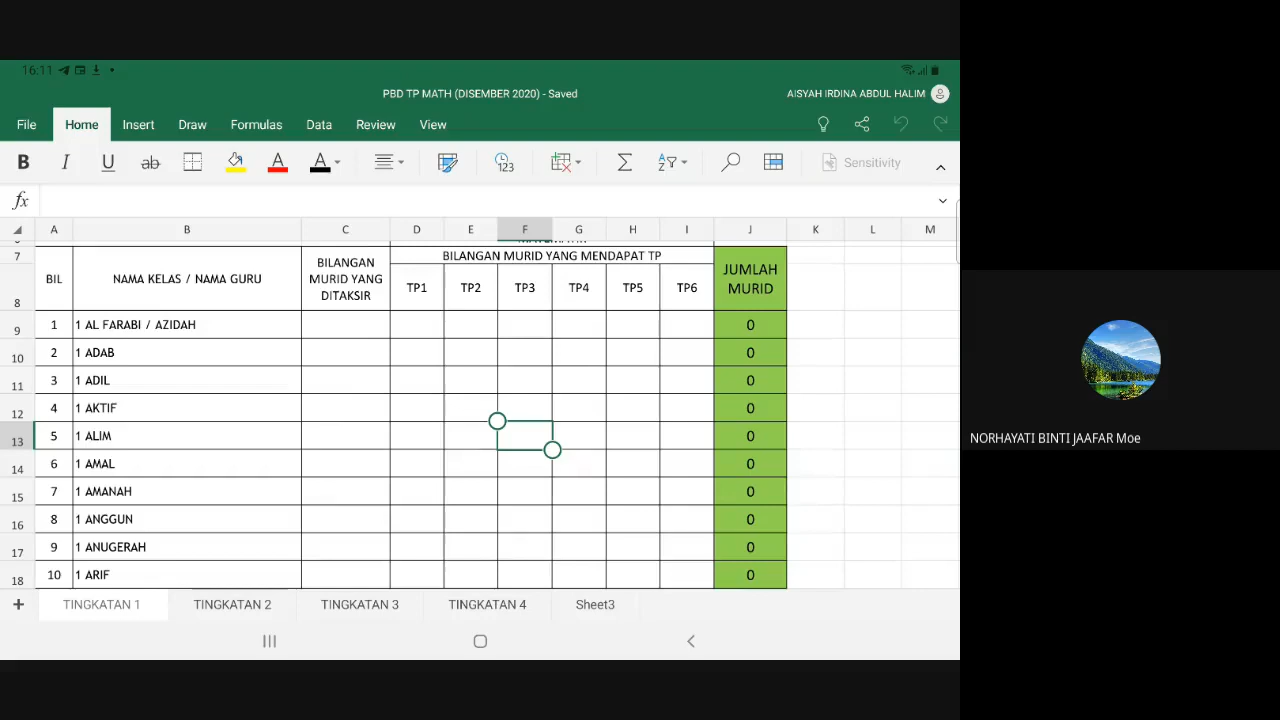 16:11
PBD TP MATH (DISEMBER 2020) - Saved
AISYAH IRDINA ABDUL HALIM
File Home Insert Draw Formulas Data Review View
B I U ab A A 123 Σ Sensitivity
fx
A B C D E F G H I J K L M
7 BILANGAN MURID YANG MENDAPAT TP
BIL NAMA KELAS / NAMA GURU BILANGAN MURID YANG DITAKSIR TP1 TP2 TP3 TP4 TP5 TP6 JUMLAH MURID
8
9 1 1 AL FARABI / AZIDAH 0
10 2 1 ADAB 0
11 3 1 ADIL 0
12 4 1 AKTIF 0
13 5 1 ALIM 0
14 6 1 AMAL 0
15 7 1 AMANAH 0
16 8 1 ANGGUN 0
17 9 1 ANUGERAH 0
18 10 1 ARIF 0
+ TINGKATAN 1 TINGKATAN 2 TINGKATAN 3 TINGKATAN 4 Sheet3
NORHAYATI BINTI JAAFAR Moe